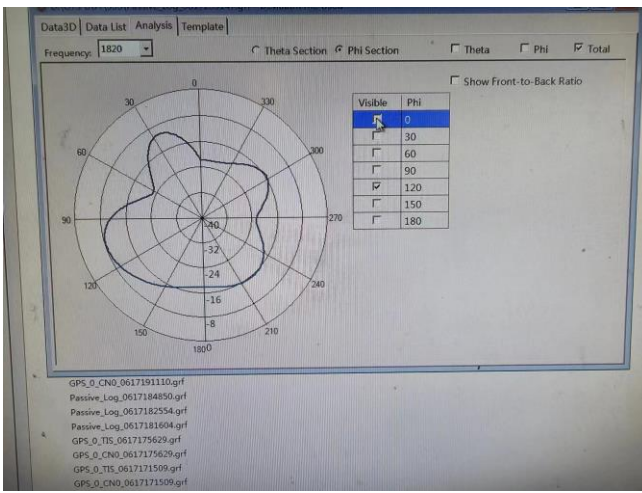 Data3D Data List Analysis Template
Frequency: 1820 Theta Section Phi Section Theta Phi Total
Show Front-to-Back Ratio
Visible Phi
0
30
60
90
120
150
180
0
30
330
60
300
90
270
120
240
150
210
180
-40
-32
-24
-16
-8
0
GPS_0_CN0_0617191110.grf
Passive_Log_0617184850.grf
Passive_Log_0617182554.grf
Passive_Log_0617181604.grf
GPS_0_TIS_0617175629.grf
GPS_0_CN0_0617175629.grf
GPS_0_TIS_0617171509.grf
GPS_0_CN0_0617171509.grf